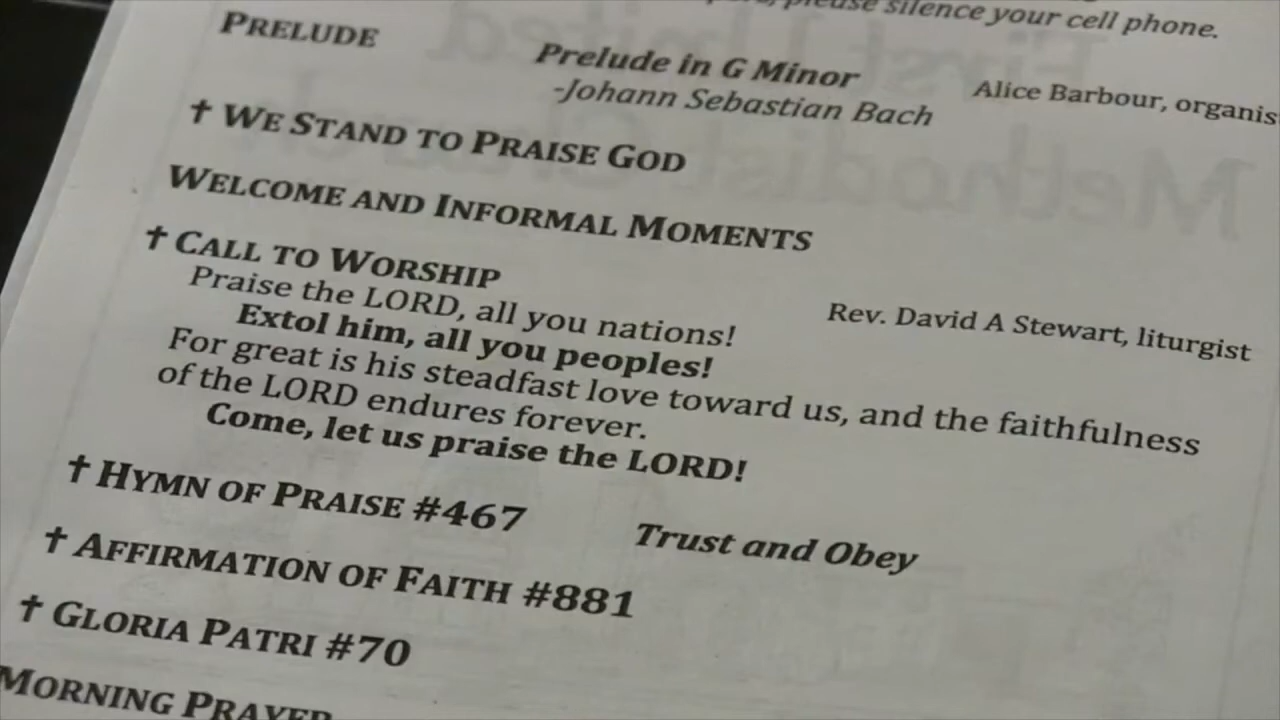 please silence your cell phone.
PRELUDE
Prelude in G Minor
Alice Barbour, organis
-Johann Sebastian Bach
† WE STAND TO PRAISE GOD
WELCOME AND INFORMAL MOMENTS
† CALL TO WORSHIP
Rev. David A Stewart, liturgist
Praise the LORD, all you nations!
Extol him, all you peoples!
For great is his steadfast love toward us, and the faithfulness
of the LORD endures forever.
Come, let us praise the LORD!
† HYMN OF PRAISE #467
Trust and Obey
† AFFIRMATION OF FAITH #881
† GLORIA PATRI #70
MORNING PRAYER